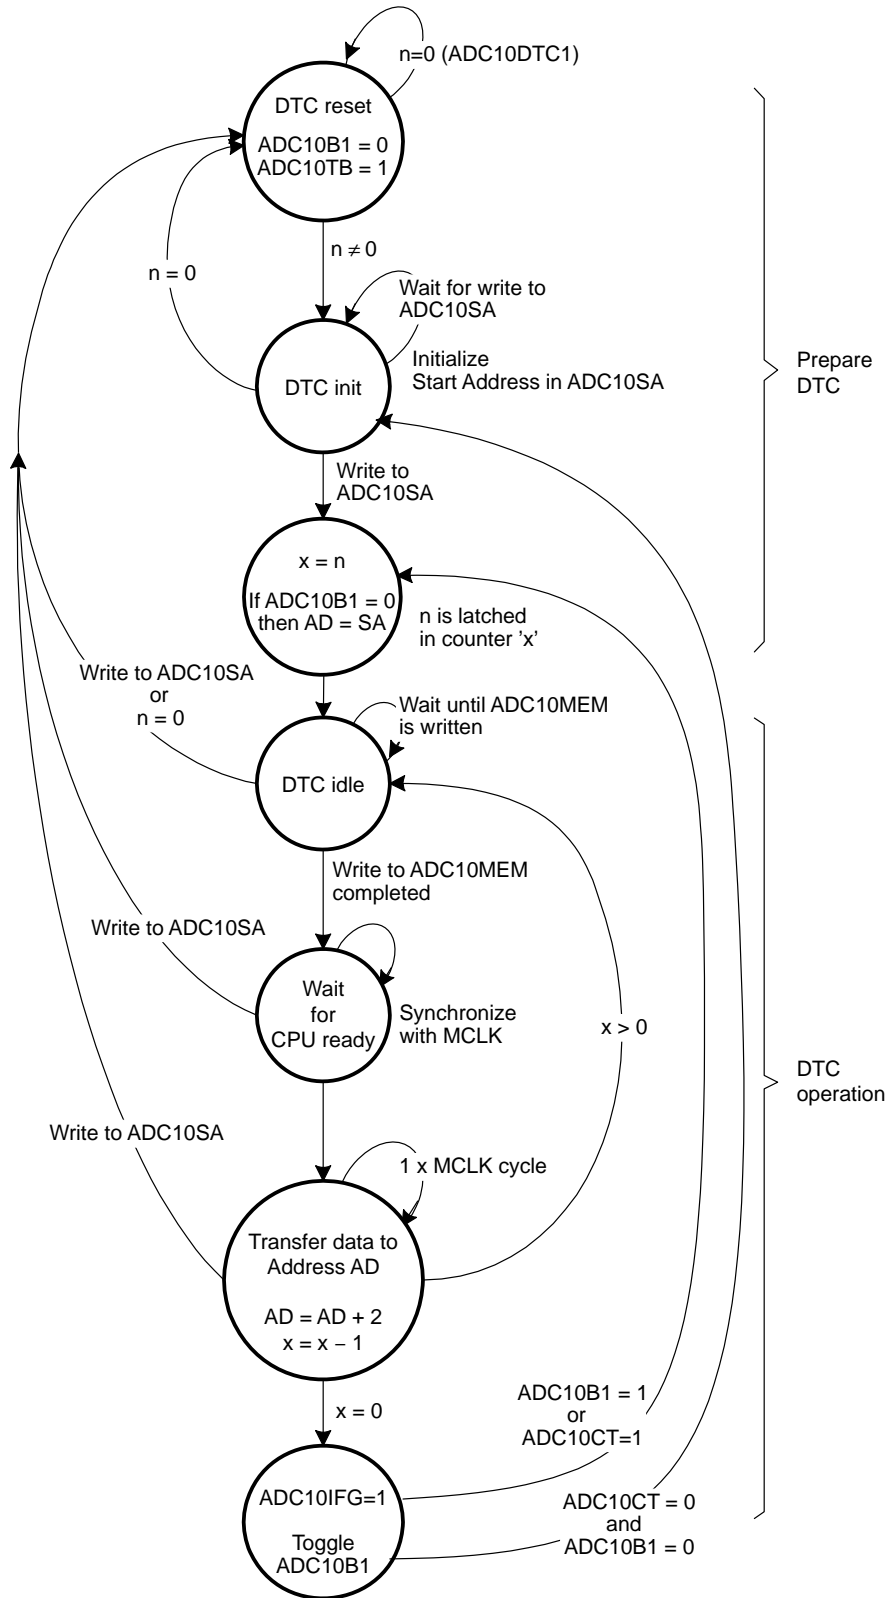 n=0 (ADC10DTC1)
DTC reset
ADC10B1 = 0
ADC10TB = 1
n ≠ 0
n = 0
Wait for write to
ADC10SA
Initialize
Start Address in ADC10SA
DTC init
Prepare
DTC
Write to
ADC10SA
x = n
If ADC10B1 = 0
then AD = SA
n is latched
in counter ’x’
Write to ADC10SA
or
n = 0
Wait until ADC10MEM
is written
DTC idle
Write to ADC10MEM
completed
Write to ADC10SA
Wait
for
CPU ready
Synchronize
with MCLK
x > 0
DTC
operation
Write to ADC10SA
1 x MCLK cycle
Transfer data to
Address AD
AD = AD + 2
x = x − 1
x = 0
ADC10B1 = 1
or
ADC10CT=1
ADC10IFG=1
Toggle
ADC10B1
ADC10CT = 0
and
ADC10B1 = 0